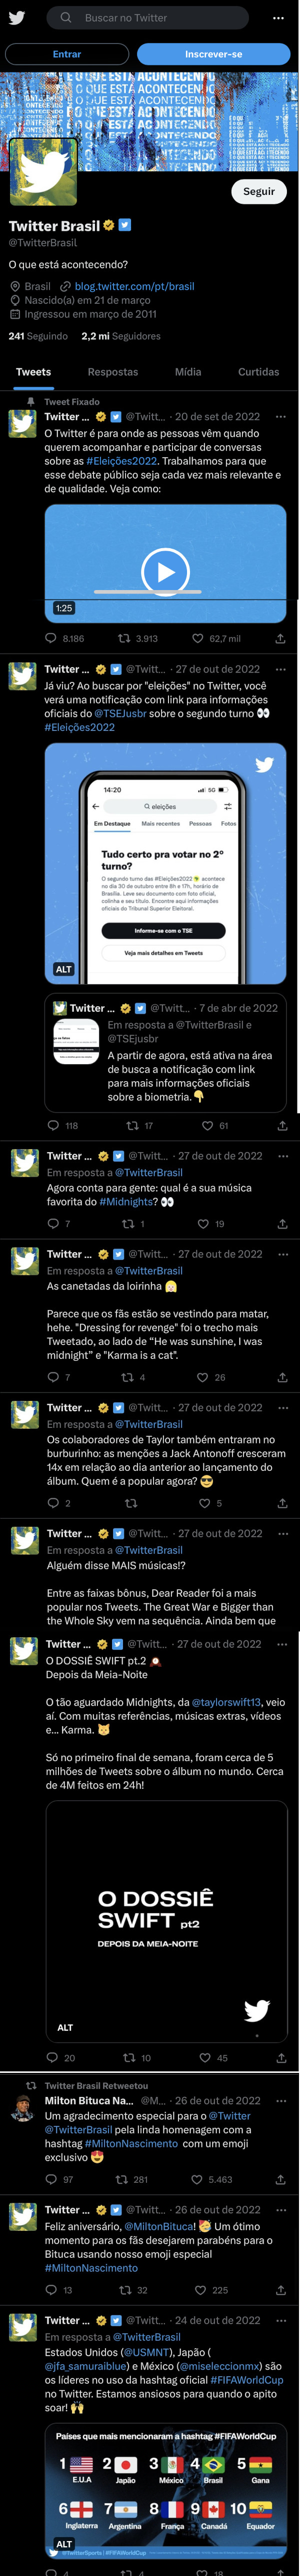 Buscar no Twitter
Entrar
Inscrever-se
Seguir
Twitter Brasil
@TwitterBrasil
O que está acontecendo?
Brasil blog.twitter.com/pt/brasil
Nascido(a) em 21 de março
Ingressou em março de 2011
241 Seguindo 2,2 mi Seguidores
Tweets Respostas Mídia Curtidas
Tweet Fixado
Twitter ... @Twitt... · 20 de set de 2022
O Twitter é para onde as pessoas vêm quando
querem acompanhar e participar de conversas
sobre as #Eleições2022. Trabalhamos para que
esse debate público seja cada vez mais relevante e
de qualidade. Veja como:
1:25
8.186 3.913 62,7 mil
Twitter ... @Twitt... · 27 de out de 2022
Já viu? Ao buscar por "eleições" no Twitter, você
verá uma notificação com link para informações
oficiais do @TSEJusbr sobre o segundo turno 👀
#Eleições2022
14:20 5G
eleições
Em Destaque Mais recentes Pessoas Fotos
Tudo certo pra votar no 2º
turno?
O segundo turno das #Eleições2022 é
no dia 30 de outubro entre 8h e 17h, horário de
Brasília. Leve seu documento com foto oficial,
colinha e seu título. Encontre aqui informações
oficiais do Tribunal Superior Eleitoral.
Informe-se com o TSE
Veja mais detalhes em Tweets
ALT
Twitter ... @Twitt... · 7 de abr de 2022
Em resposta a @TwitterBrasil e
@TSEjusbr
A partir de agora, está ativa na área
de busca a notificação com link
para mais informações oficiais
sobre a biometria.👇
118 17 61
Twitter ... @Twitt... · 27 de out de 2022
Em resposta a @TwitterBrasil
Agora conta para gente: qual é a sua música
favorita do #Midnights? 👀
7 1 19
Twitter ... @Twitt... · 27 de out de 2022
Em resposta a @TwitterBrasil
As canetadas da loirinha 👱‍♀️
Parece que os fãs estão se vestindo para matar,
hehe. "Dressing for revenge" foi o trecho mais
Tweetado, ao lado de “He was sunshine, I was
midnight” e "Karma is a cat".
7 4 26
Twitter ... @Twitt... · 27 de out de 2022
Em resposta a @TwitterBrasil
Os colaboradores de Taylor também entraram no
burburinho: as menções a Jack Antonoff cresceram
14x em relação ao dia anterior ao lançamento do
álbum. Quem é a popular agora? 😎
2 5
Twitter ... @Twitt... · 27 de out de 2022
Em resposta a @TwitterBrasil
Alguém disse MAIS músicas!?
Entre as faixas bônus, Dear Reader foi a mais
popular nos Tweets. The Great War e Bigger than
the Whole Sky vem na sequência. Ainda bem que
Twitter ... @Twitt... · 27 de out de 2022
O DOSSIÊ SWIFT pt.2 🕰️
Depois da Meia-Noite
O tão aguardado Midnights, da @taylorswift13, veio
aí. Com muitas referências, músicas extras, vídeos
e... Karma. 😼
Só no primeiro final de semana, foram cerca de 5
milhões de Tweets sobre o álbum no mundo. Cerca
de 4M feitos em 24h!
O DOSSIÊ
SWIFT pt2
DEPOIS DA MEIA-NOITE
ALT
20 10 45
Twitter Brasil Retweetou
Milton Bituca Na... @M... · 26 de out de 2022
Um agradecimento especial para o @Twitter
@TwitterBrasil pela linda homenagem com a
hashtag #MiltonNascimento com um emoji
exclusivo 😍
97 281 5.463
Twitter ... @Twitt... · 26 de out de 2022
Feliz aniversário, @MiltonBituca! 🥳 Um ótimo
momento para os fãs desejarem parabéns para o
Bituca usando nosso emoji especial
#MiltonNascimento
13 32 225
Twitter ... @Twitt... · 24 de out de 2022
Em resposta a @TwitterBrasil
Estados Unidos (@USMNT), Japão (
@jfa_samuraiblue) e México (@miseleccionmx) são
os líderes no uso da hashtag oficial #FIFAWorldCup
no Twitter. Estamos ansiosos para quando o apito
soar! 🙌
Países que mais mencionaram a hashtag #FIFAWorldCup
1 2 3 4 5
E.U.A Japão México Brasil Gana
6 7 8 9 10
Inglaterra Argentina França Canadá Equador
ALT
@TwitterSports | #FIFAWorldCup
4 4 18